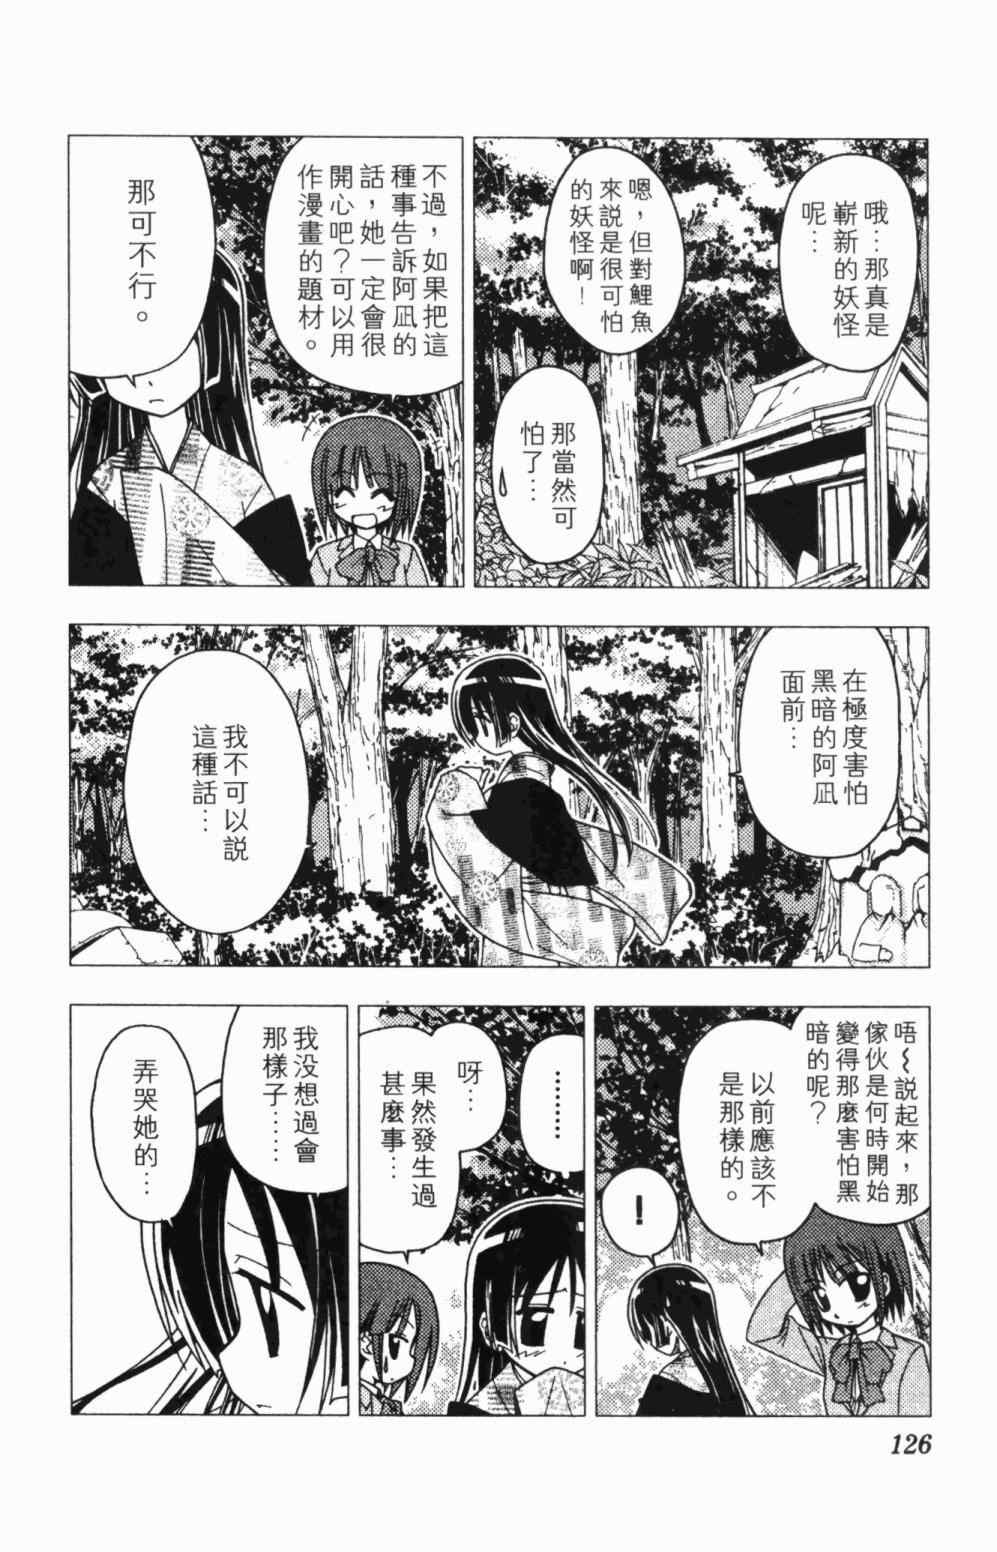 哦…那真是
嶄新的妖怪
呢…
嗯，但對鯉魚
來説是很可怕
的妖怪啊！
那當然可
怕了…
不過，如果把這
種事告訴阿凪的
話，她一定會很
開心吧？可以用
作漫畫的題材。
那可不行。
在極度害怕
黑暗的阿凪
面前…
我不可以説
這種話…
唔～説起來，那
傢伙是何時開始
變得那麼害怕黑
暗的呢？
以前應該不
是那樣的。
！
………
呀…
果然發生過
甚麼事…
我没想過會
那樣子……
弄哭她的…
126